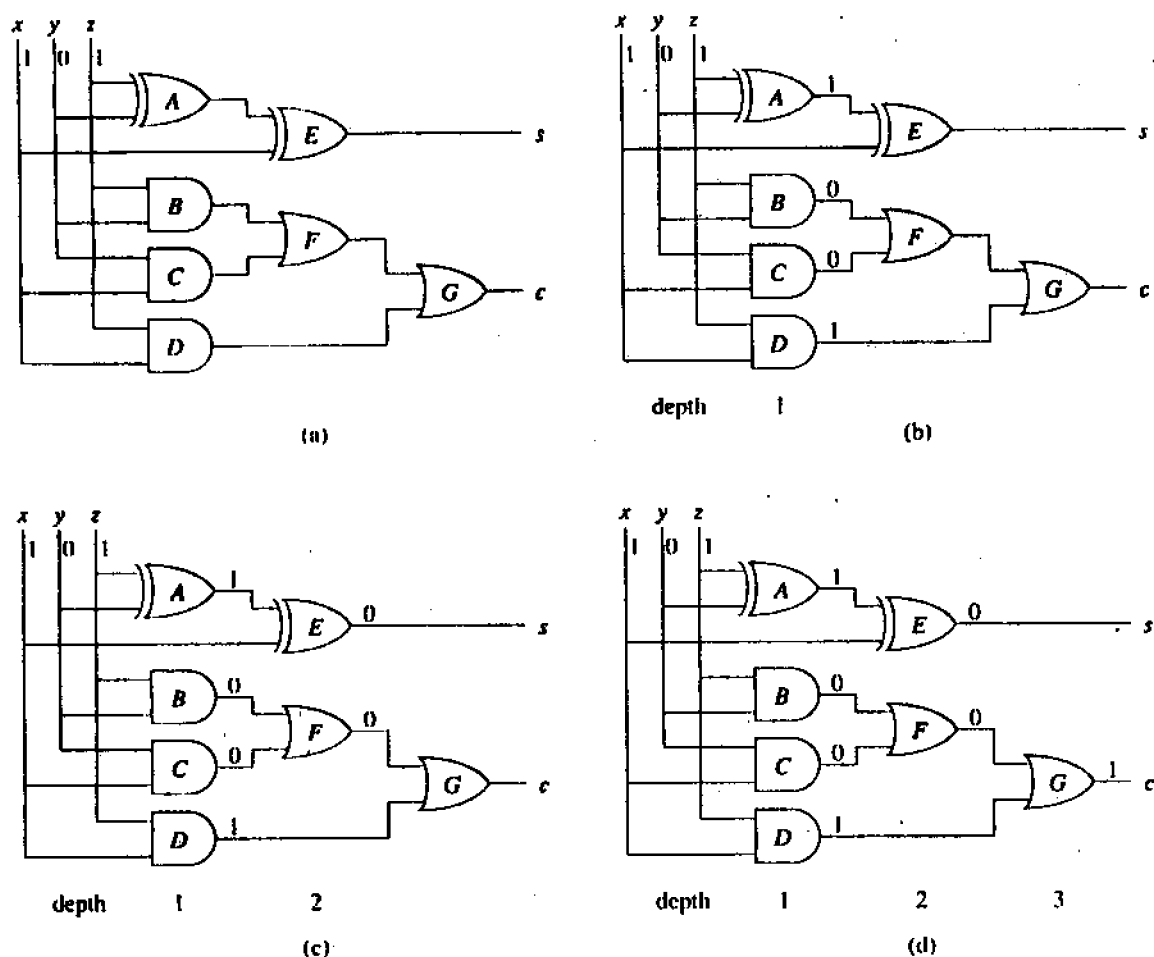 x y z
1 0 1
A
E
s
B
F
C
G
c
D
(a)
x y z
1 0 1
A 1
E
s
B 0
F
C 0
G
c
D 1
depth 1
(b)
x y z
1 0 1
A 1
E 0
s
B 0
F 0
C 0
G
c
D 1
depth 1 2
(c)
x y z
1 0 1
A 1
E 0
s
B 0
F 0
C 0
G
c
D 1
depth 1 2 3
1
(d)